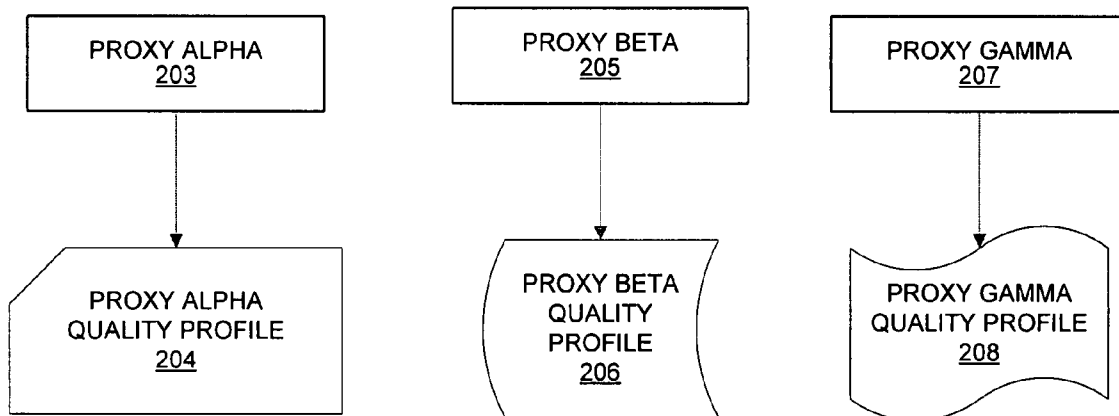 PROXY ALPHA
203
PROXY BETA
205
PROXY GAMMA
207
PROXY ALPHA
QUALITY PROFILE
204
PROXY BETA
QUALITY
PROFILE
206
PROXY GAMMA
QUALITY PROFILE
208